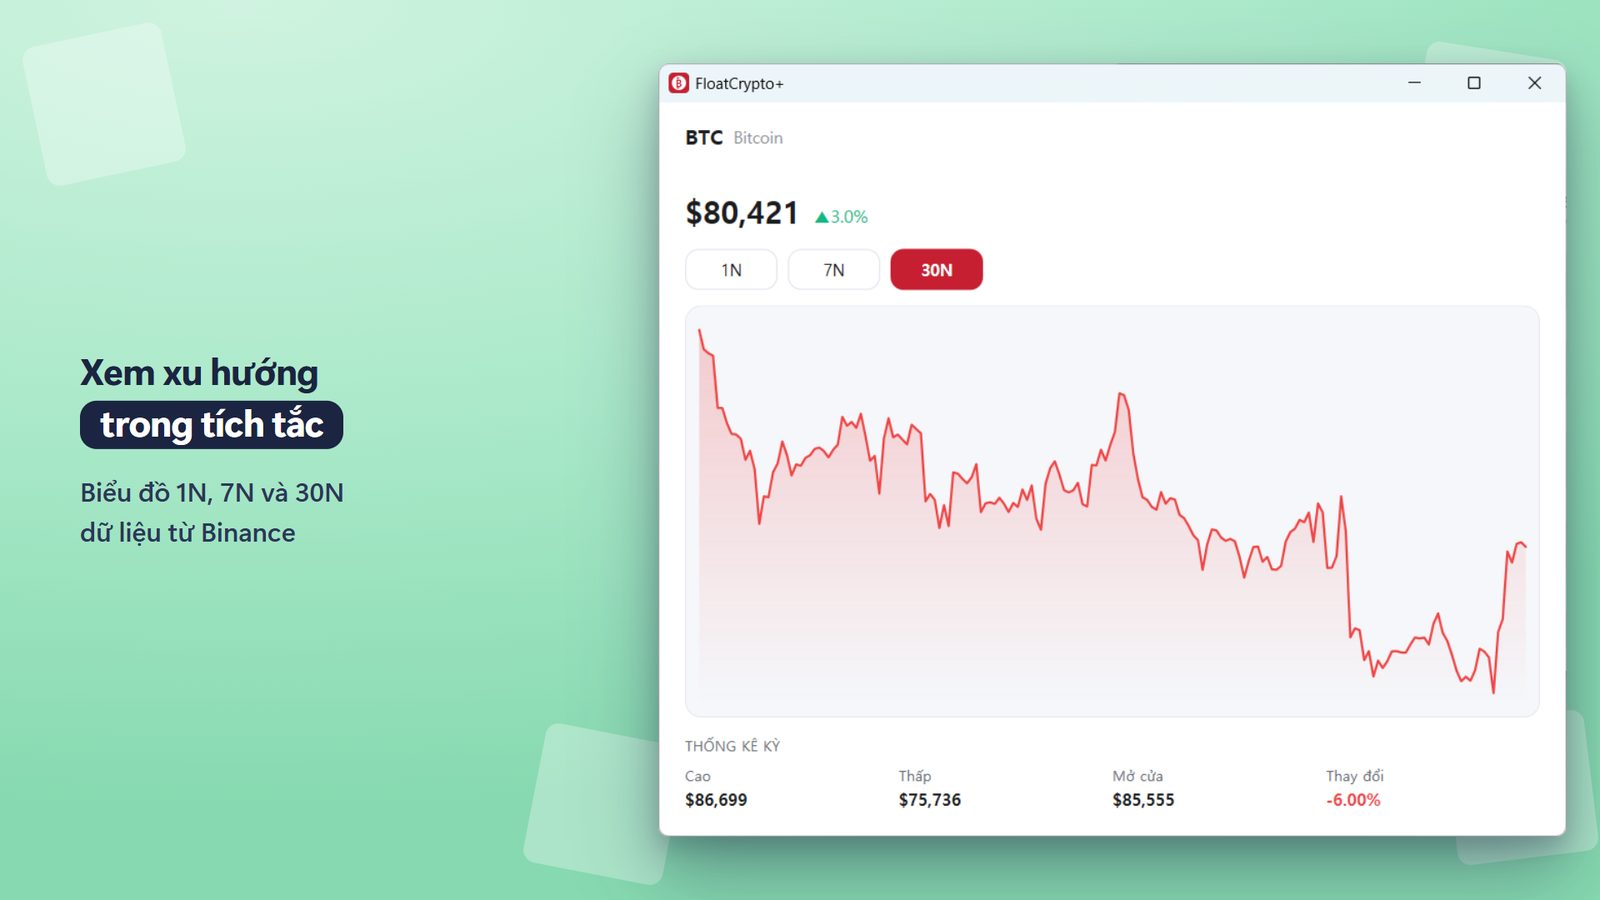 Xem xu hướng
trong tích tắc
Biểu đồ 1N, 7N và 30N
dữ liệu từ Binance
FloatCrypto+
BTC Bitcoin
$80,421 ▲3.0%
1N 7N 30N
THỐNG KÊ KỲ
Cao Thấp Mở cửa Thay đổi
$86,699 $75,736 $85,555 -6.00%